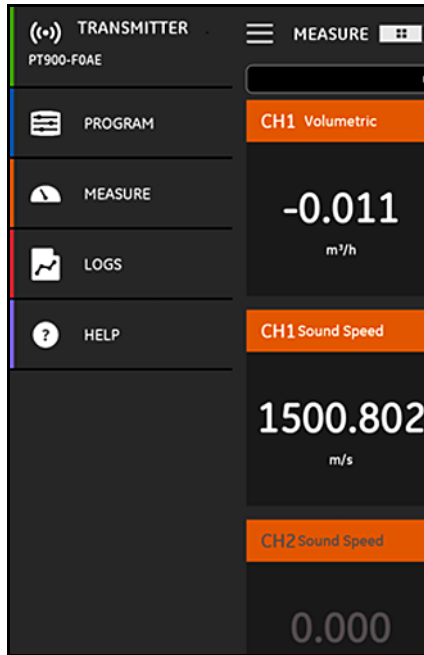 TRANSMITTER
PT900-F0AE
PROGRAM
MEASURE
LOGS
HELP
MEASURE
CH1 Volumetric
-0.011
m³/h
CH1 Sound Speed
1500.802
m/s
CH2 Sound Speed
0.000